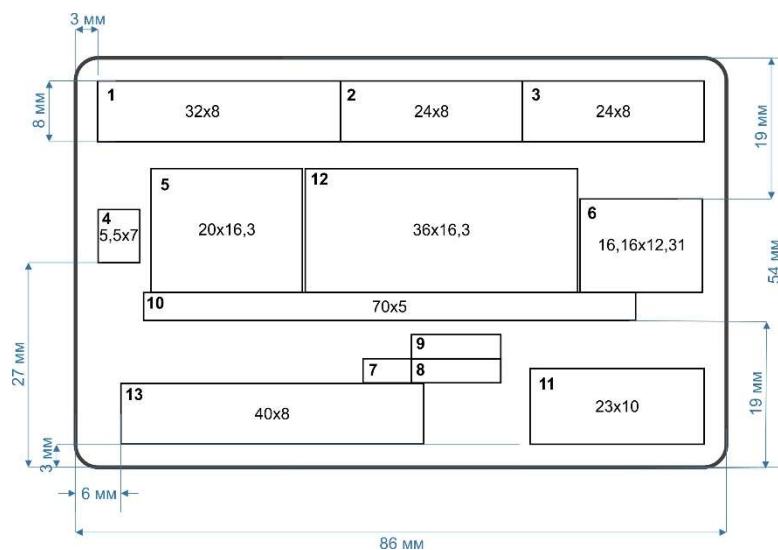 3 мм
1
2
3
32x8
24x8
24x8
8 мм
19 мм
5
12
4
6
5,5x7
20x16,3
36x16,3
16,16x12,31
54 мм
10
70x5
9
27 мм
7
8
11
13
40x8
23x10
19 мм
3 мм
6 мм
86 мм